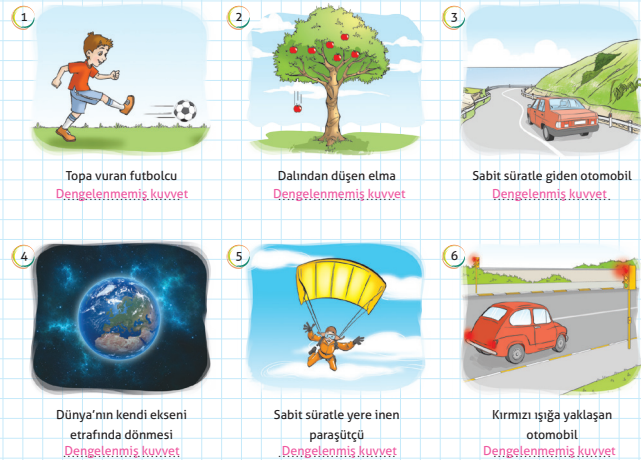 1
2
3
Topa vuran futbolcu
Dengelenmemiş kuvvet
Dalından düşen elma
Dengelenmemiş kuvvet
Sabit süratle giden otomobil
Dengelenmiş kuvvet
4
5
6
Dünya'nın kendi ekseni
etrafında dönmesi
Dengelenmiş kuvvet
Sabit süratle yere inen
paraşütçü
Dengelenmiş kuvvet
Kırmızı ışığa yaklaşan
otomobil
Dengelenmemiş kuvvet